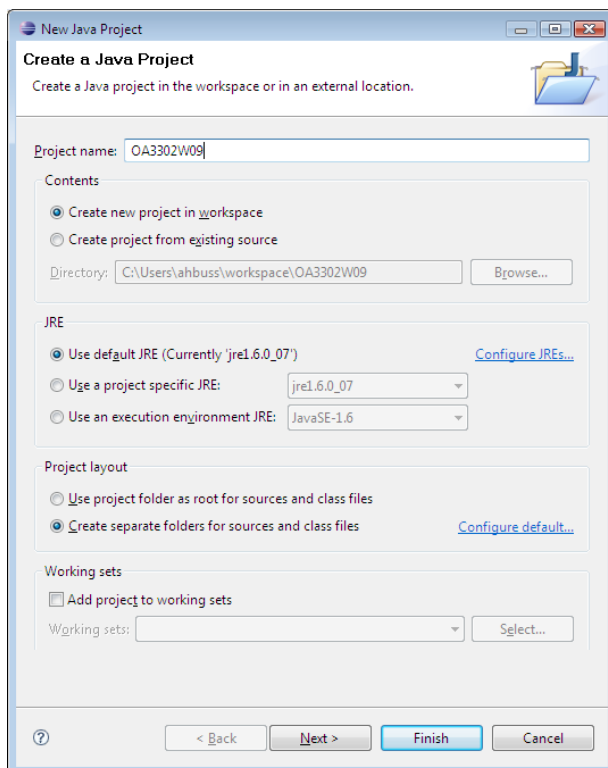 New Java Project
Create a Java Project
Create a Java project in the workspace or in an external location.
Project name: OA3302W09
Contents
Create new project in workspace
Create project from existing source
Directory: C:\Users\ahbuss\workspace\OA3302W09 Browse...
JRE
Use default JRE (Currently 'jre1.6.0_07') Configure JREs...
Use a project specific JRE: jre1.6.0_07
Use an execution environment JRE: JavaSE-1.6
Project layout
Use project folder as root for sources and class files
Create separate folders for sources and class files Configure default...
Working sets
Add project to working sets
Working sets: Select...
? < Back Next > Finish Cancel